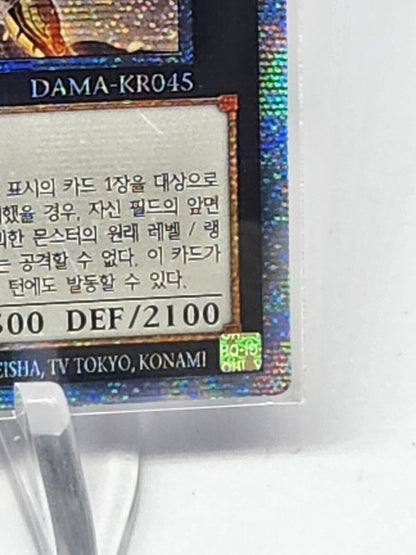 DAMA-KR045
표시의 카드 1장을 대상으로
했을 경우, 자신 필드의 앞면
한 몬스터의 원래 레벨 / 랭
는 공격할 수 없다. 이 카드가
턴에도 발동할 수 있다.
500 DEF/2100
EISHA, TV TOKYO, KONAMI